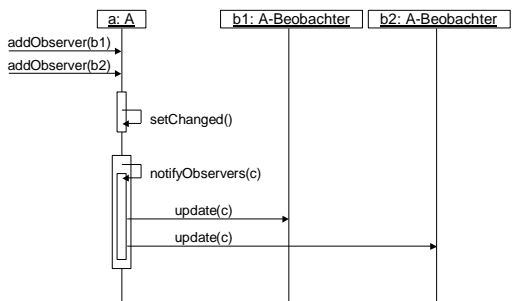 a: A
b1: A-Beobachter
b2: A-Beobachter
addObserver(b1)
addObserver(b2)
setChanged()
notifyObservers(c)
update(c)
update(c)